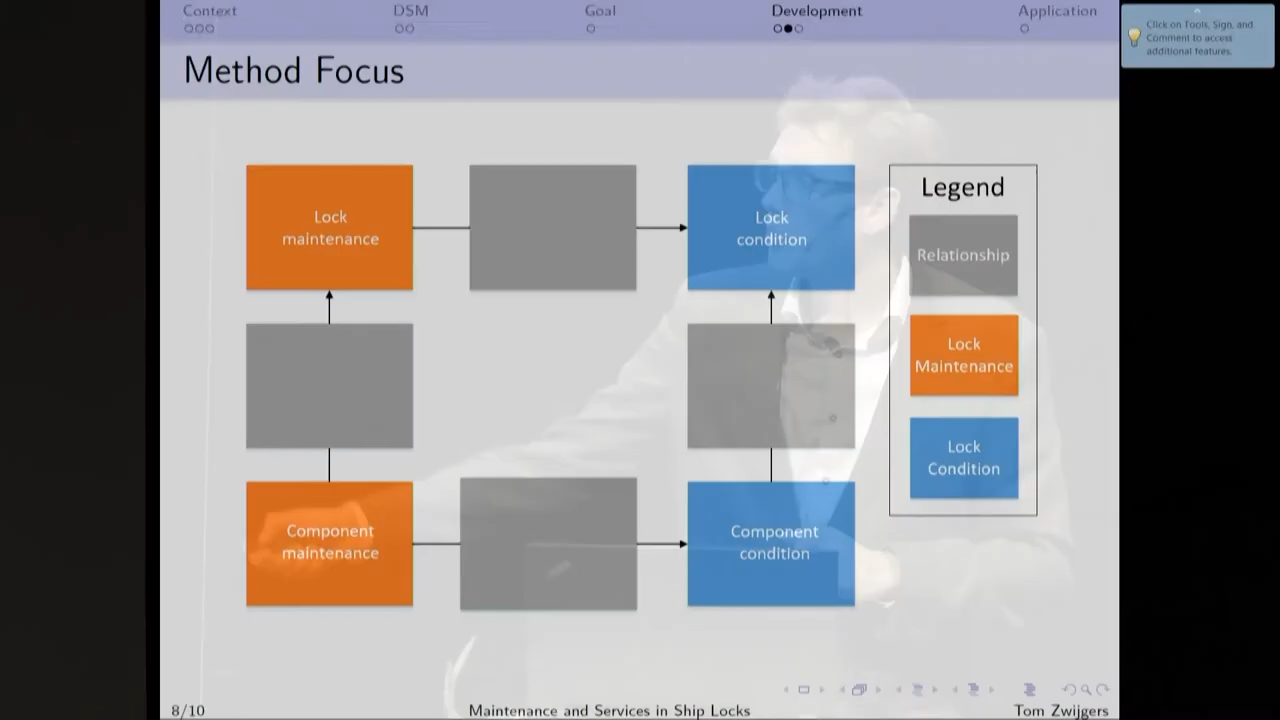 Context
DSM
Goal
Development
Application
Click on Tools, Sign, and
Comment to access
additional features.
Method Focus
Lock
maintenance
Lock
condition
Legend
Relationship
Lock
Maintenance
Lock
Condition
Component
maintenance
Component
condition
8/10
Maintenance and Services in Ship Locks
Tom Zwijgers